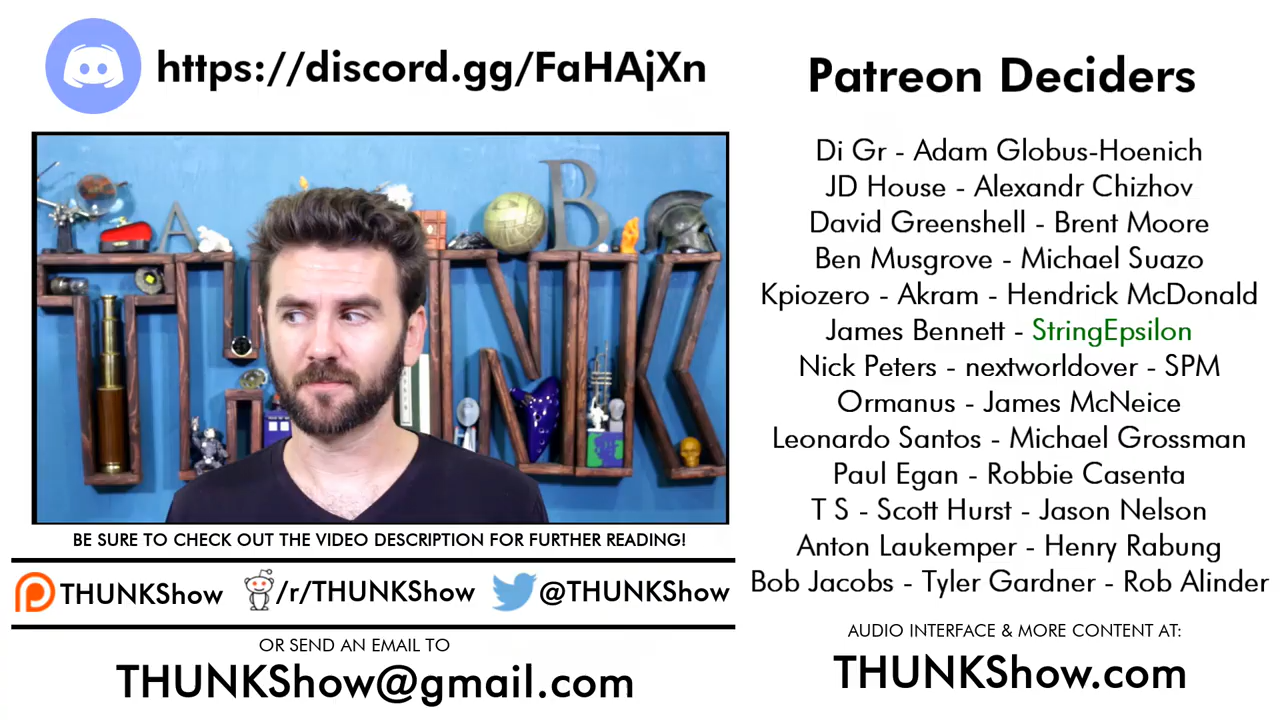 https://discord.gg/FaHAjXn
A
B
THUNK
BE SURE TO CHECK OUT THE VIDEO DESCRIPTION FOR FURTHER READING!
THUNKShow
/r/THUNKShow
@THUNKShow
OR SEND AN EMAIL TO
THUNKShow@gmail.com
Patreon Deciders
Di Gr - Adam Globus-Hoenich
JD House - Alexandr Chizhov
David Greenshell - Brent Moore
Ben Musgrove - Michael Suazo
Kpiozero - Akram - Hendrick McDonald
James Bennett - StringEpsilon
Nick Peters - nextworldover - SPM
Ormanus - James McNeice
Leonardo Santos - Michael Grossman
Paul Egan - Robbie Casenta
T S - Scott Hurst - Jason Nelson
Anton Laukemper - Henry Rabung
Bob Jacobs - Tyler Gardner - Rob Alinder
AUDIO INTERFACE & MORE CONTENT AT:
THUNKShow.com